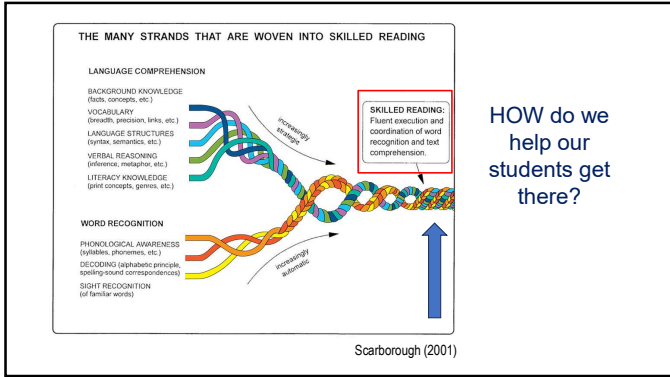 THE MANY STRANDS THAT ARE WOVEN INTO SKILLED READING
LANGUAGE COMPREHENSION
BACKGROUND KNOWLEDGE
(facts, concepts, etc.)
VOCABULARY
(breadth, precision, links, etc.)
LANGUAGE STRUCTURES
(syntax, semantics, etc.)
VERBAL REASONING
(inference, metaphor, etc.)
LITERACY KNOWLEDGE
(print concepts, genres, etc.)
increasingly
strategic
SKILLED READING:
Fluent execution and
coordination of word
recognition and text
comprehension.
WORD RECOGNITION
PHONOLOGICAL AWARENESS
(syllables, phonemes, etc.)
DECODING (alphabetic principle,
spelling-sound correspondences)
SIGHT RECOGNITION
(of familiar words)
increasingly
automatic
HOW do we
help our
students get
there?
Scarborough (2001)